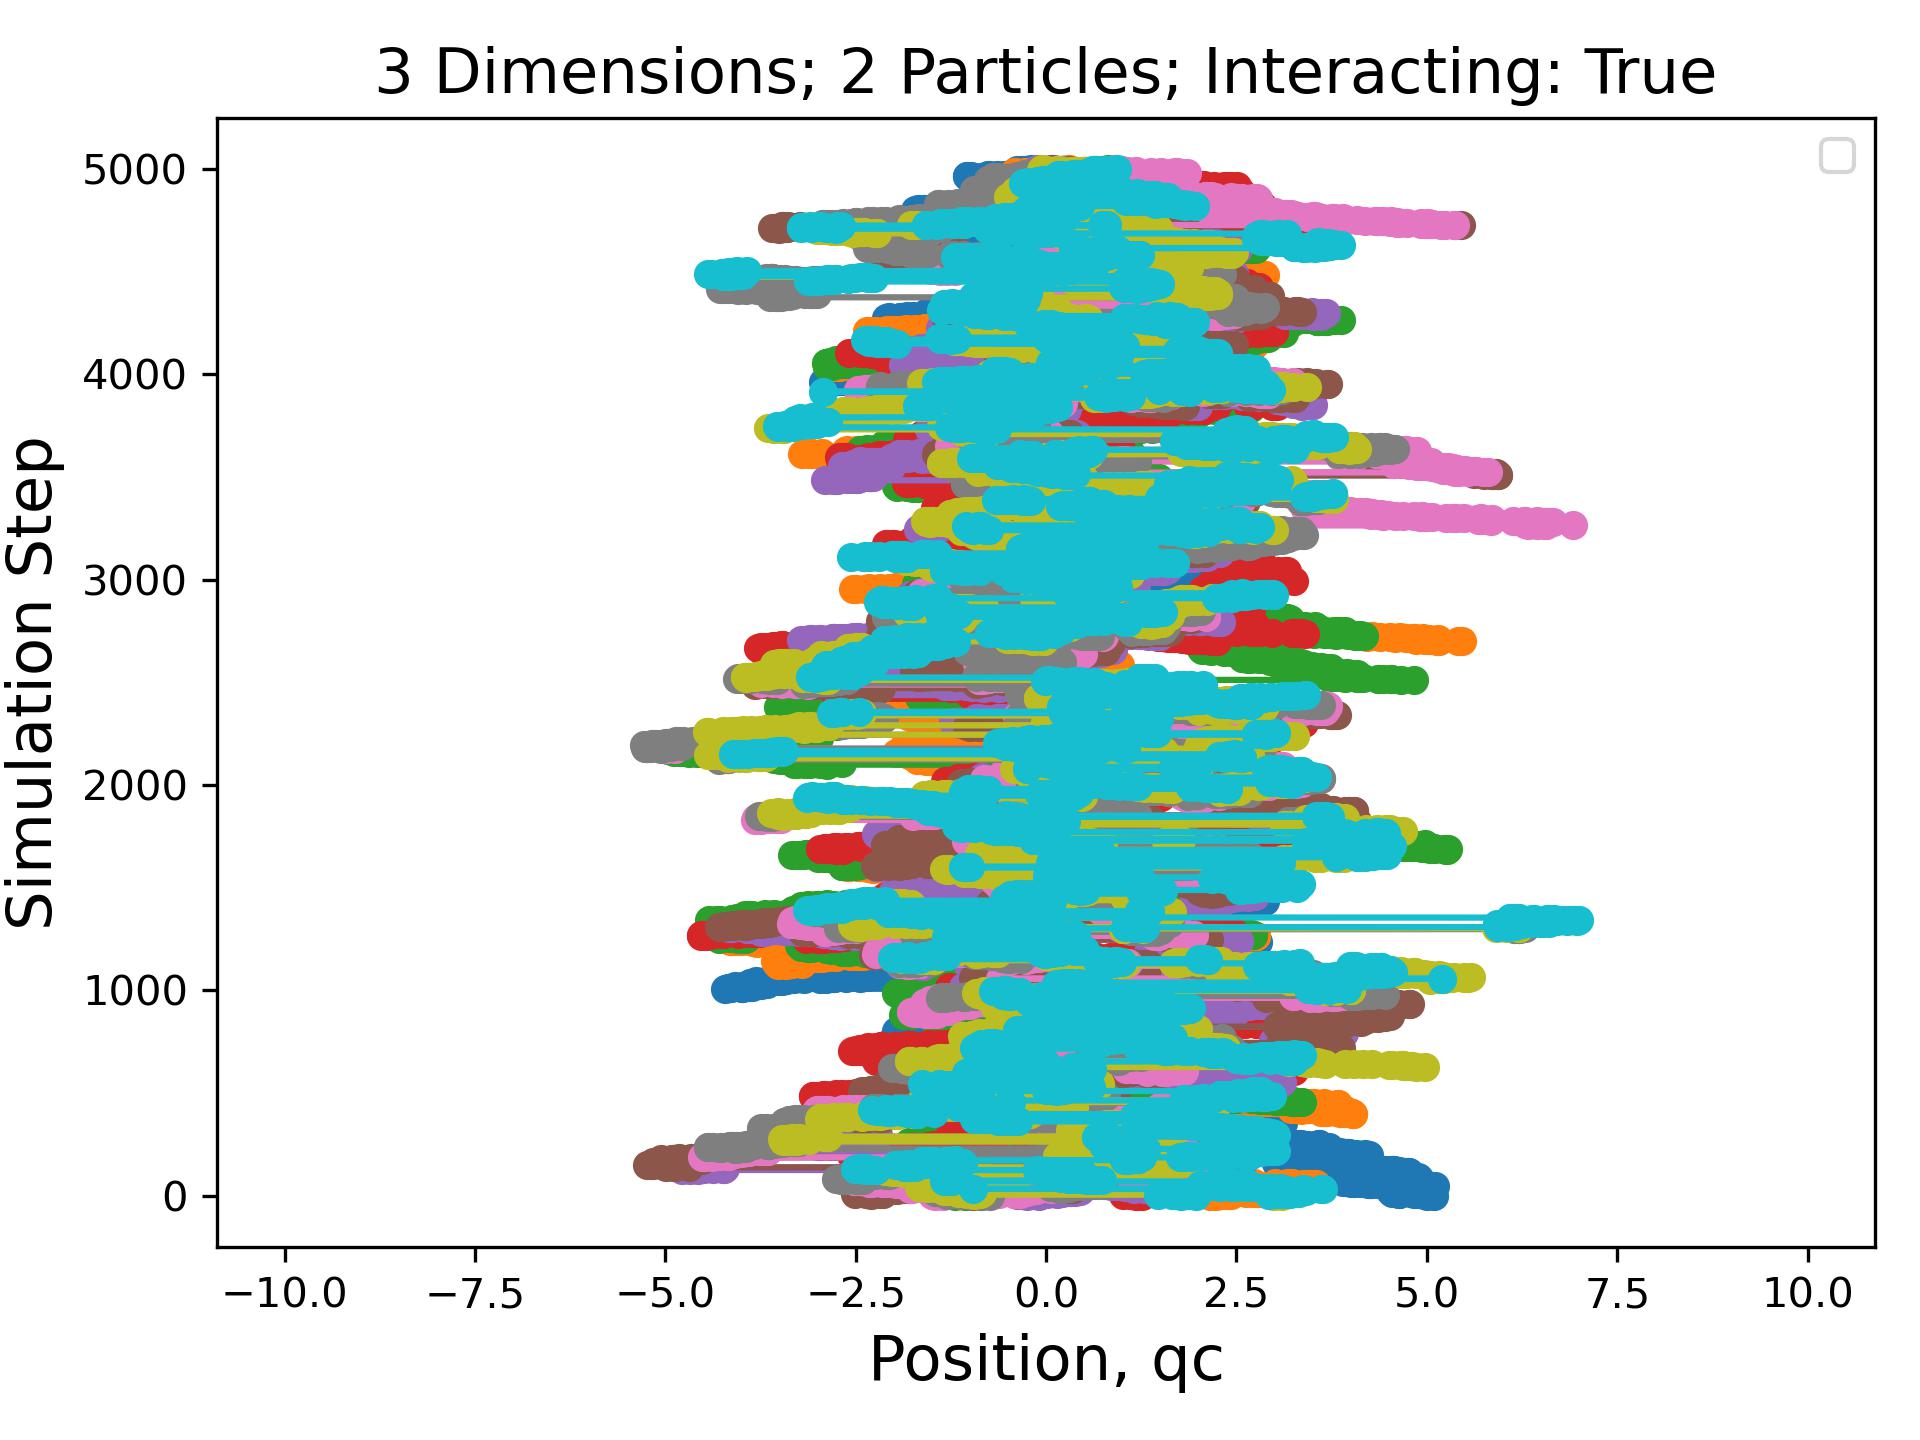 3 Dimensions; 2 Particles; Interacting: True
Simulation Step
5000
4000
3000
2000
1000
0
−10.0 −7.5 −5.0 −2.5 0.0 2.5 5.0 7.5 10.0
Position, qc